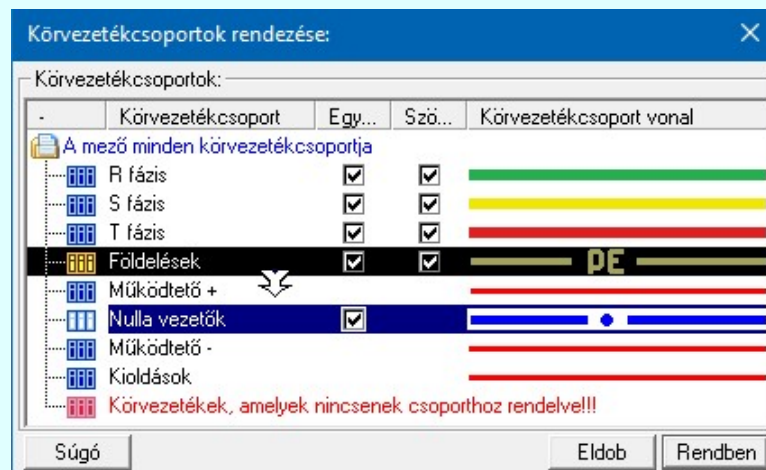 Körvezetékcsoportok rendezése:
Körvezetékcsoportok:
- Körvezetékcsoport Egy... Szö... Körvezetékcsoport vonal
A mező minden körvezetékcsoportja
R fázis
S fázis
T fázis
Földelések PE
Működtető +
Nulla vezetők
Működtető -
Kioldások
Körvezetékek, amelyek nincsenek csoporthoz rendelve!!!
Súgó Eldob Rendben